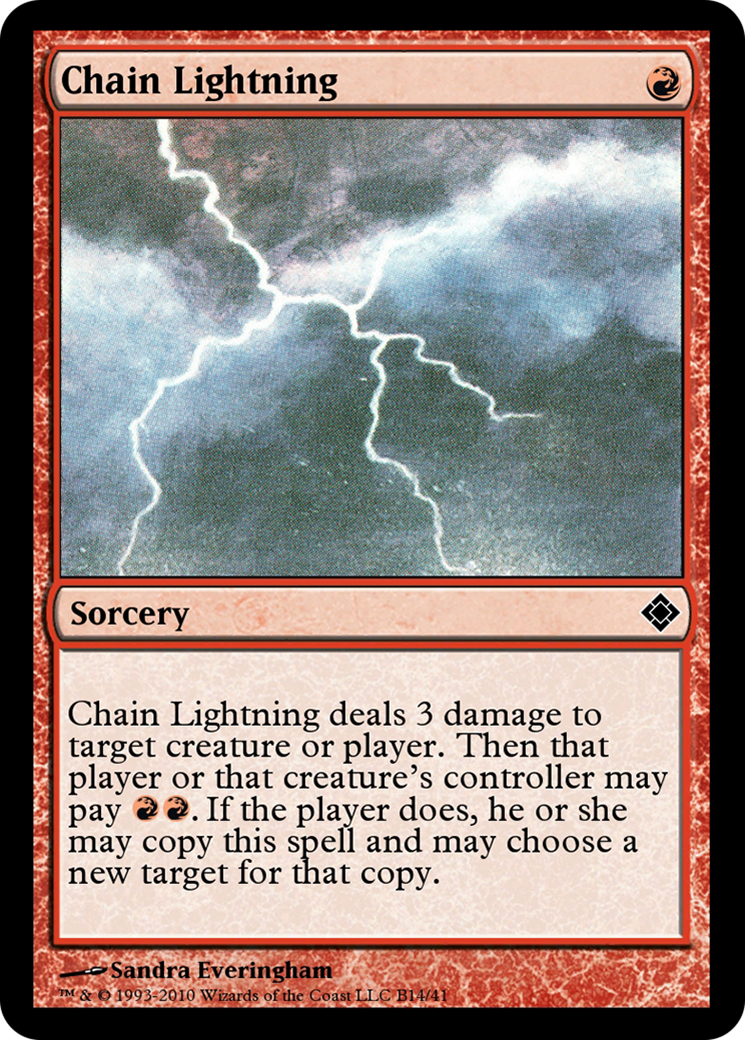 Chain Lightning
Sorcery
Chain Lightning deals 3 damage to
target creature or player. Then that
player or that creature's controller may
pay . If the player does, he or she
may copy this spell and may choose a
new target for that copy.
Sandra Everingham
™ & © 1993-2010 Wizards of the Coast LLC B14/41